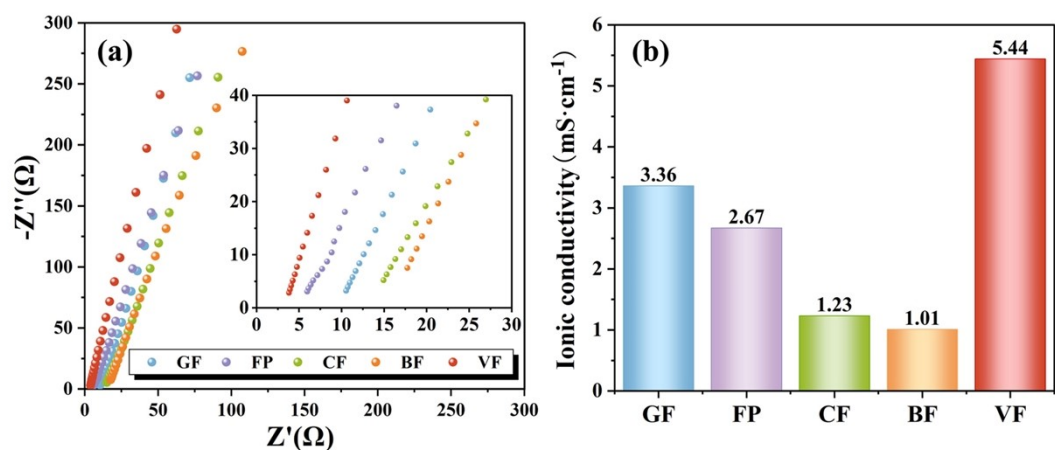 (a)
-Z''(Ω)
300
250
200
150
100
50
0
40
30
20
10
0
0 5 10 15 20 25 30
GF FP CF BF VF
0 50 100 150 200 250 300
Z'(Ω)
(b)
Ionic conductivity (mS·cm⁻¹)
6
5
4
3
2
1
0
3.36
2.67
1.23
1.01
5.44
GF FP CF BF VF